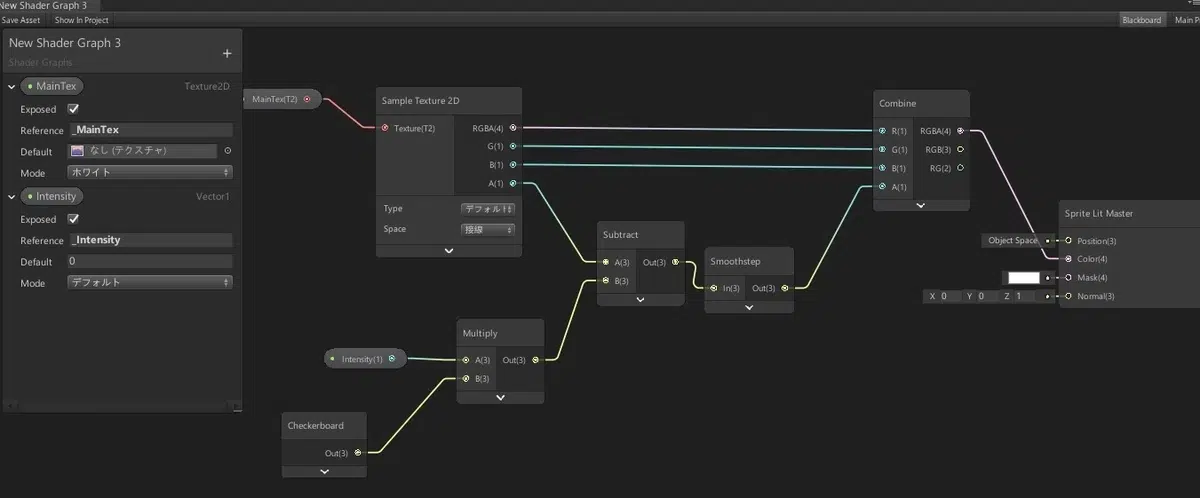 New Shader Graph 3
Save Asset Show In Project
Blackboard Main P
New Shader Graph 3
Shader Graphs
MainTex Texture2D
Exposed
Reference _MainTex
Default なし (テクスチャ)
Mode ホワイト
Intensity Vector1
Exposed
Reference _Intensity
Default 0
Mode デフォルト
MainTex(T2)
Sample Texture 2D
Texture(T2) RGBA(4)
G(1)
B(1)
A(1)
Type デフォルト
Space 接線
Combine
R(1) RGBA(4)
G(1) RGB(3)
B(1) RG(2)
A(1)
Subtract
A(3) Out(3)
B(3)
Smoothstep
In(3) Out(3)
Sprite Lit Master
Object Space Position(3)
Color(4)
Mask(4)
X 0 Y 0 Z 1 Normal(3)
Multiply
Intensity(1)
A(3) Out(3)
B(3)
Checkerboard
Out(3)